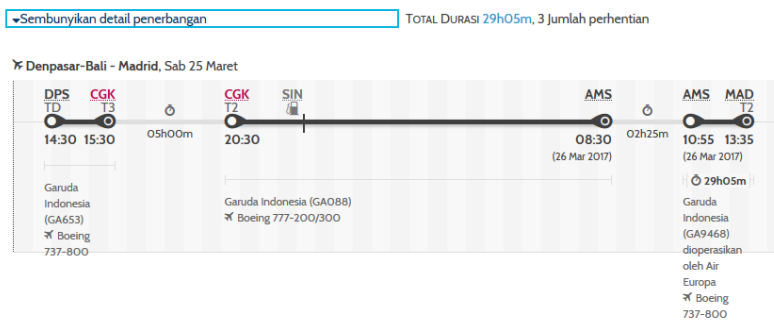 Sembunyikan detail penerbangan
TOTAL DURASI 29h05m, 3 Jumlah perhentian
Denpasar-Bali - Madrid, Sab 25 Maret
DPS CGK CGK SIN AMS AMS MAD
TD T3 T2 T2
14:30 15:30 05h00m 20:30 08:30 02h25m 10:55 13:35
(26 Mar 2017) (26 Mar 2017)
29h05m
Garuda
Indonesia
(GA653)
Boeing
737-800
Garuda Indonesia (GA088)
Boeing 777-200/300
Garuda
Indonesia
(GA9468)
dioperasikan
oleh Air
Europa
Boeing
737-800